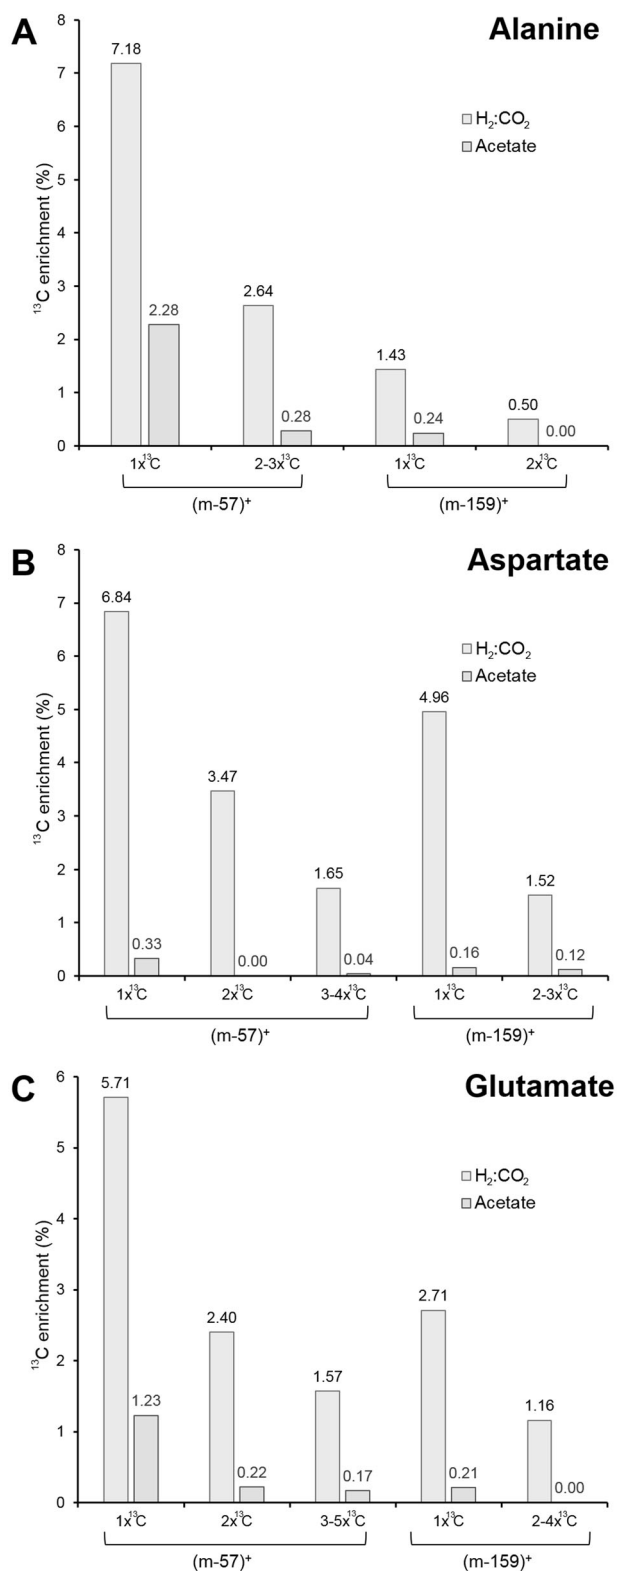 A
Alanine
¹³C enrichment (%)
8
7
6
5
4
3
2
1
0
7.18
2.28
2.64
0.28
1.43
0.24
0.50
0.00
H₂:CO₂
Acetate
1x¹³C
2-3x¹³C
1x¹³C
2x¹³C
(m-57)⁺
(m-159)⁺
B
Aspartate
¹³C enrichment (%)
8
7
6
5
4
3
2
1
0
6.84
0.33
3.47
0.00
1.65
0.04
4.96
0.16
1.52
0.12
H₂:CO₂
Acetate
1x¹³C
2x¹³C
3-4x¹³C
1x¹³C
2-3x¹³C
(m-57)⁺
(m-159)⁺
C
Glutamate
¹³C enrichment (%)
6
5
4
3
2
1
0
5.71
1.23
2.40
0.22
1.57
0.17
2.71
0.21
1.16
0.00
H₂:CO₂
Acetate
1x¹³C
2x¹³C
3-5x¹³C
1x¹³C
2-4x¹³C
(m-57)⁺
(m-159)⁺